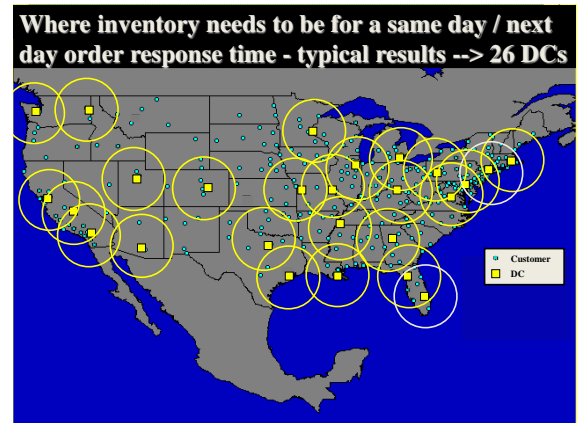 Where inventory needs to be for a same day / next
day order response time - typical results --> 26 DCs
Customer
DC